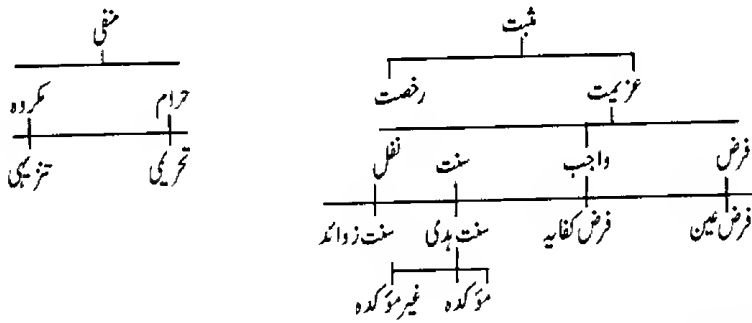 مثبت
منفی
عزیمت رخصت
حرام مکروہ
فرض واجب سنت نفل
تحریمی تنزیہی
فرض عین فرض کفایہ سنت ہدی سنت زوائد
مؤکدہ غیر مؤکدہ